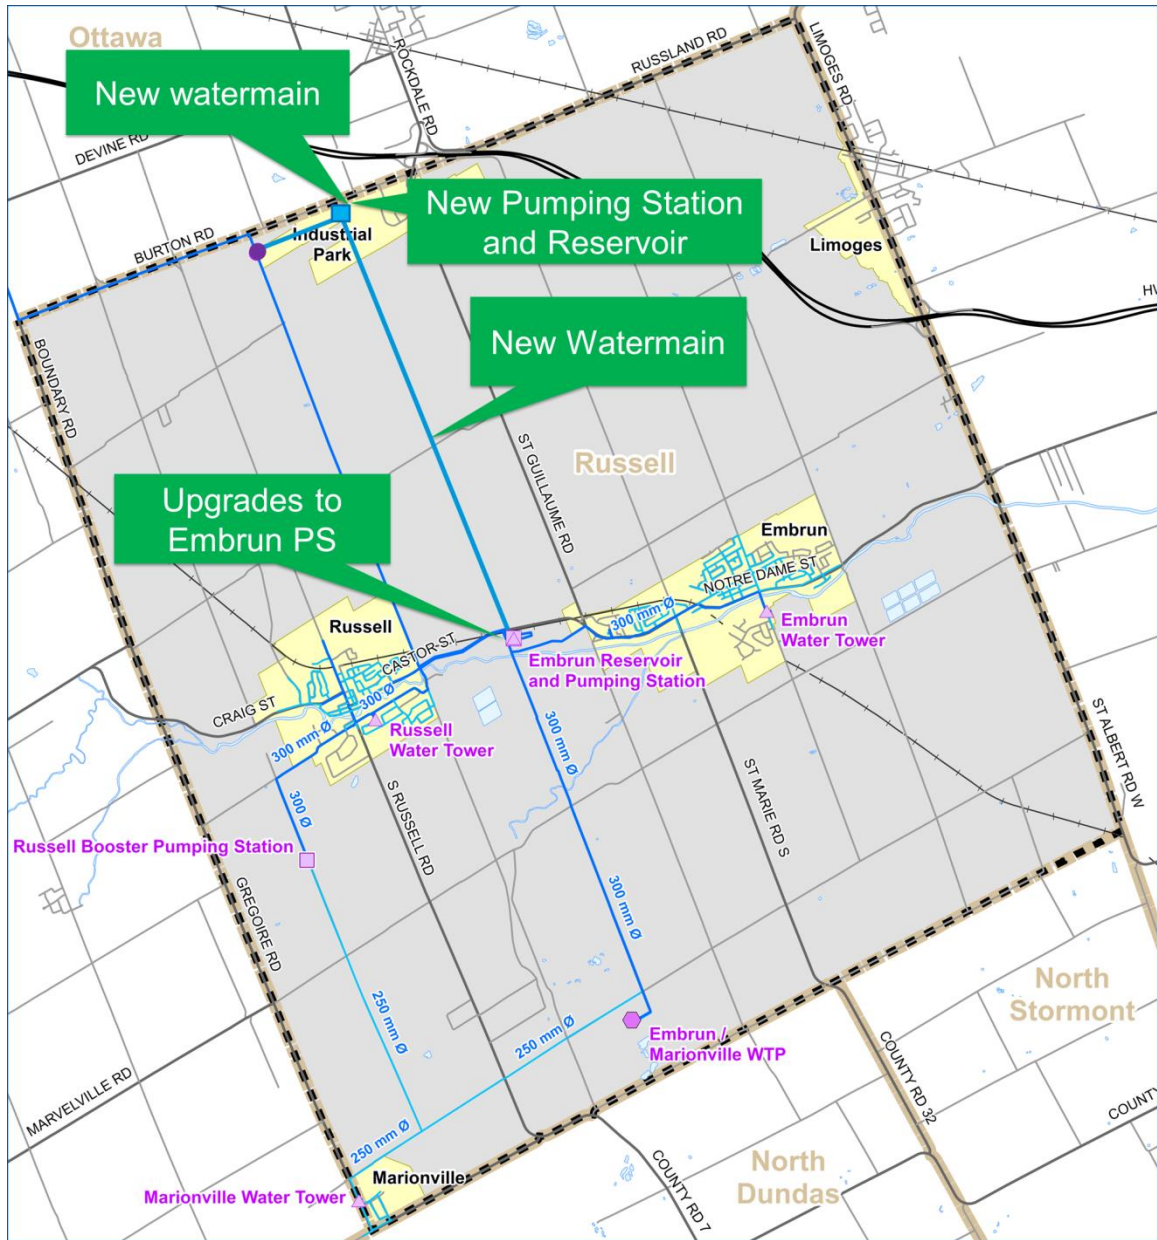 Ottawa
ROCKDALE RD
RUSSLAND RD
LIMOGES RD
New watermain
DEVINE RD
New Pumping Station
and Reservoir
BURTON RD
Industrial
Park
Limoges
HV
New Watermain
BOUNDARY RD
ST GUILLAUME RD
Russell
Upgrades to
Embrun PS
Embrun
NOTRE DAME ST
300 mm Ø
Embrun
Water Tower
Russell
CASTOR ST
Embrun Reservoir
and Pumping Station
CRAIG ST
300 Ø
300 mm Ø
Russell
Water Tower
300 mm Ø
ST ALBERT RD W
300 Ø
S RUSSELL RD
ST MARIE RD S
Russell Booster Pumping Station
GREGOIRE RD
300 mm Ø
250 mm Ø
250 mm Ø
Embrun /
Marionville WTP
North
Stormont
MARVELVILLE RD
COUNTY RD 32
COUNTY
250 mm Ø
Marionville
COUNTY RD 7
North
Dundas
Marionville Water Tower